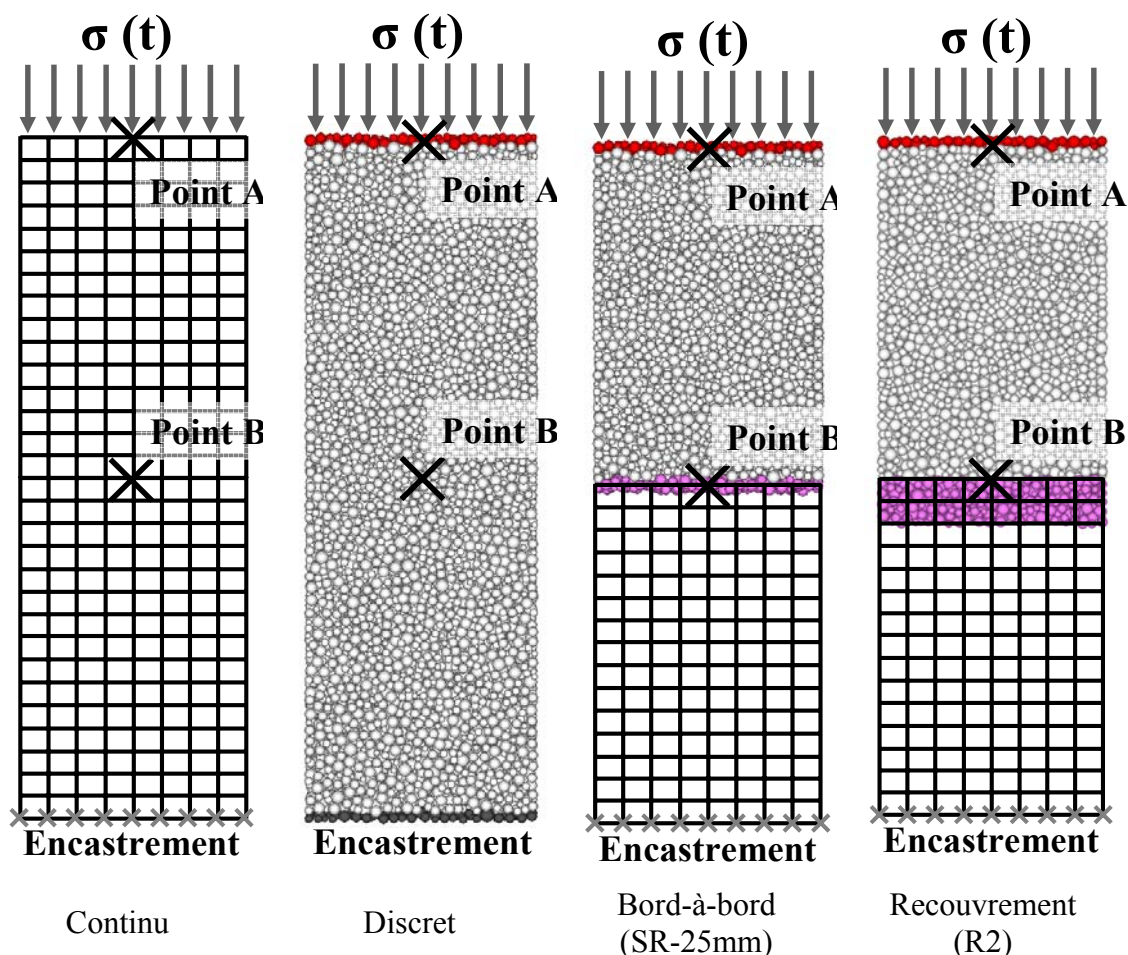 σ (t)
σ (t)
σ (t)
σ (t)
Point A
Point A
Point A
Point A
Point B
Point B
Point B
Point B
Encastrement
Encastrement
Encastrement
Encastrement
Continu
Discret
Bord-à-bord
(SR-25mm)
Recouvrement
(R2)